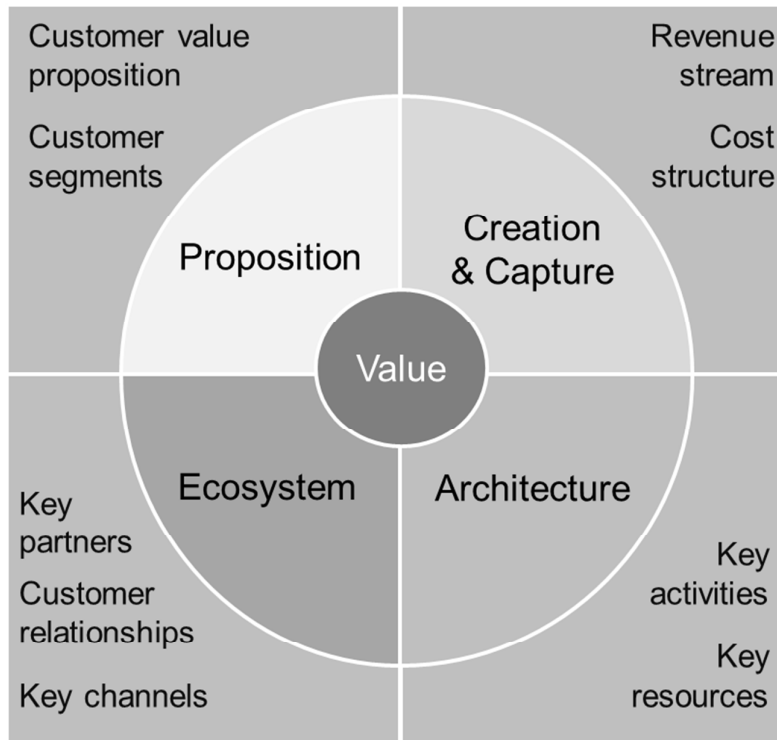 Customer value
proposition
Customer
segments
Revenue
stream
Cost
structure
Proposition
Creation
& Capture
Value
Ecosystem
Architecture
Key
partners
Customer
relationships
Key channels
Key
activities
Key
resources